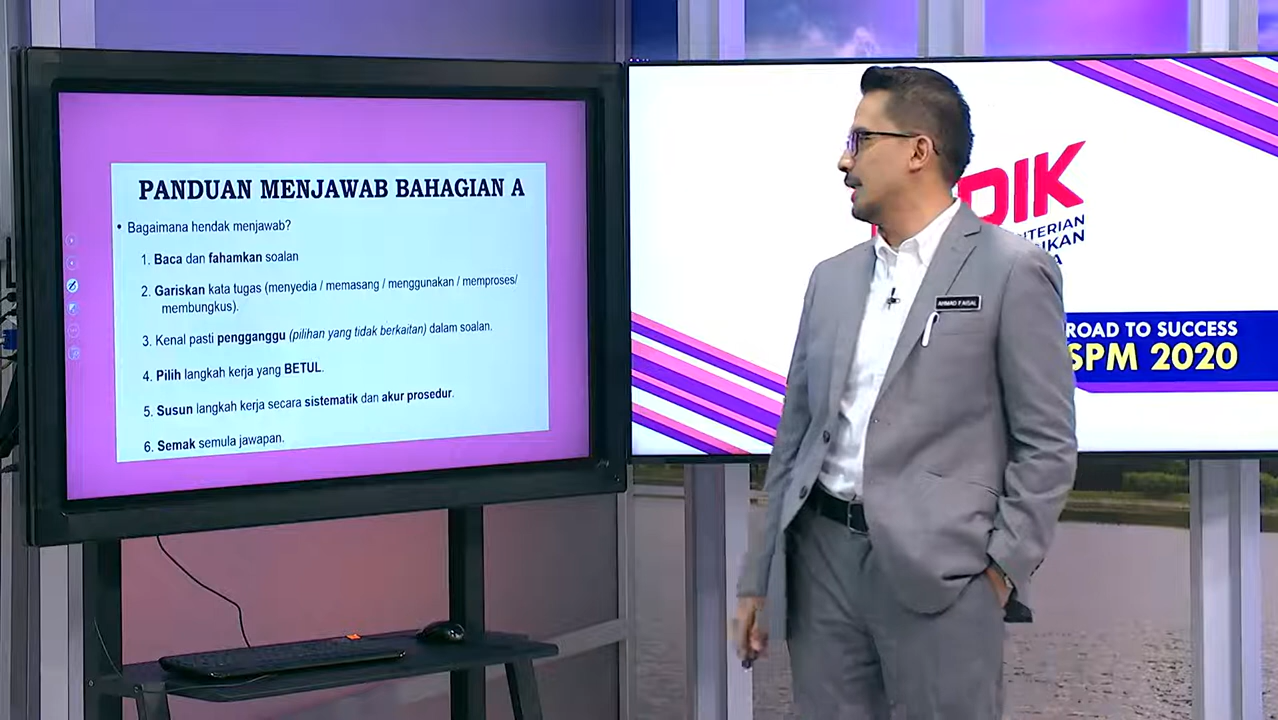 PANDUAN MENJAWAB BAHAGIAN A
• Bagaimana hendak menjawab?
1. Baca dan fahamkan soalan
2. Gariskan kata tugas (menyedia / memasang / menggunakan / memproses/
membungkus).
3. Kenal pasti pengganggu (pilihan yang tidak berkaitan) dalam soalan.
4. Pilih langkah kerja yang BETUL.
5. Susun langkah kerja secara sistematik dan akur prosedur.
6. Semak semula jawapan.
DIK
ROAD TO SUCCESS
SPM 2020
AHMAD FAISAL